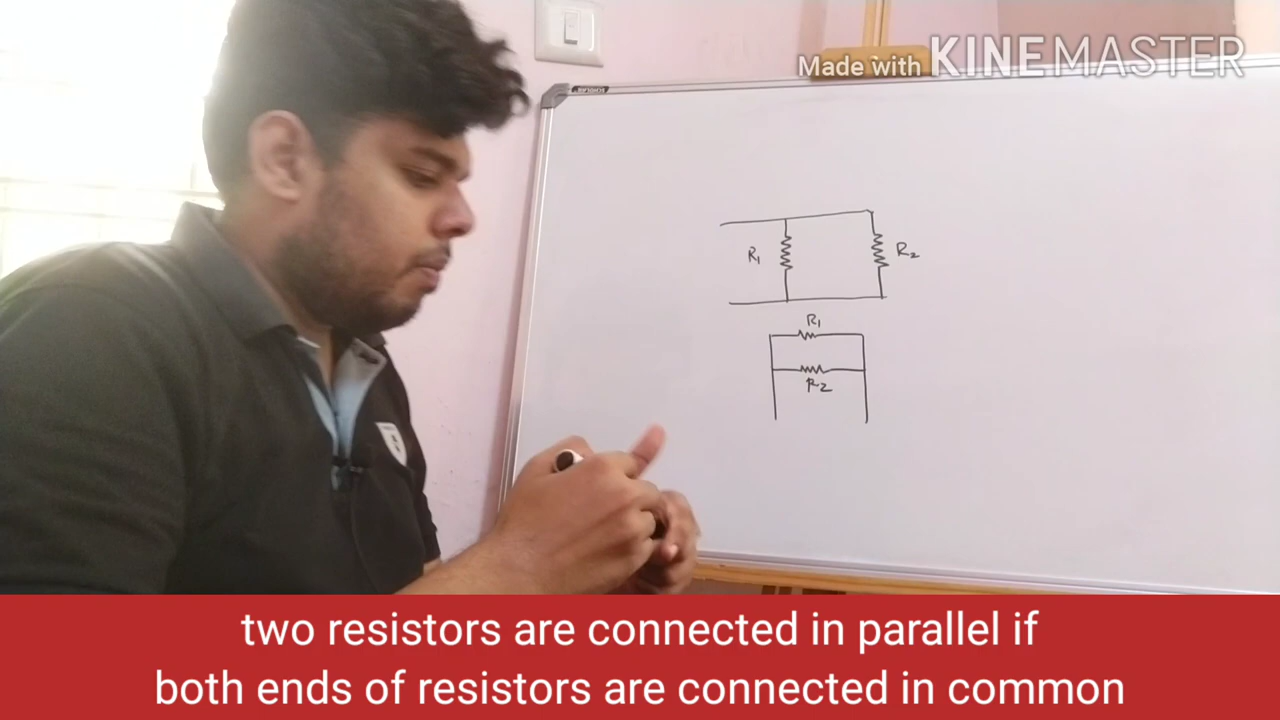 Made with KINEMASTER
R₁
R₂
R₁
R₂
two resistors are connected in parallel if
both ends of resistors are connected in common